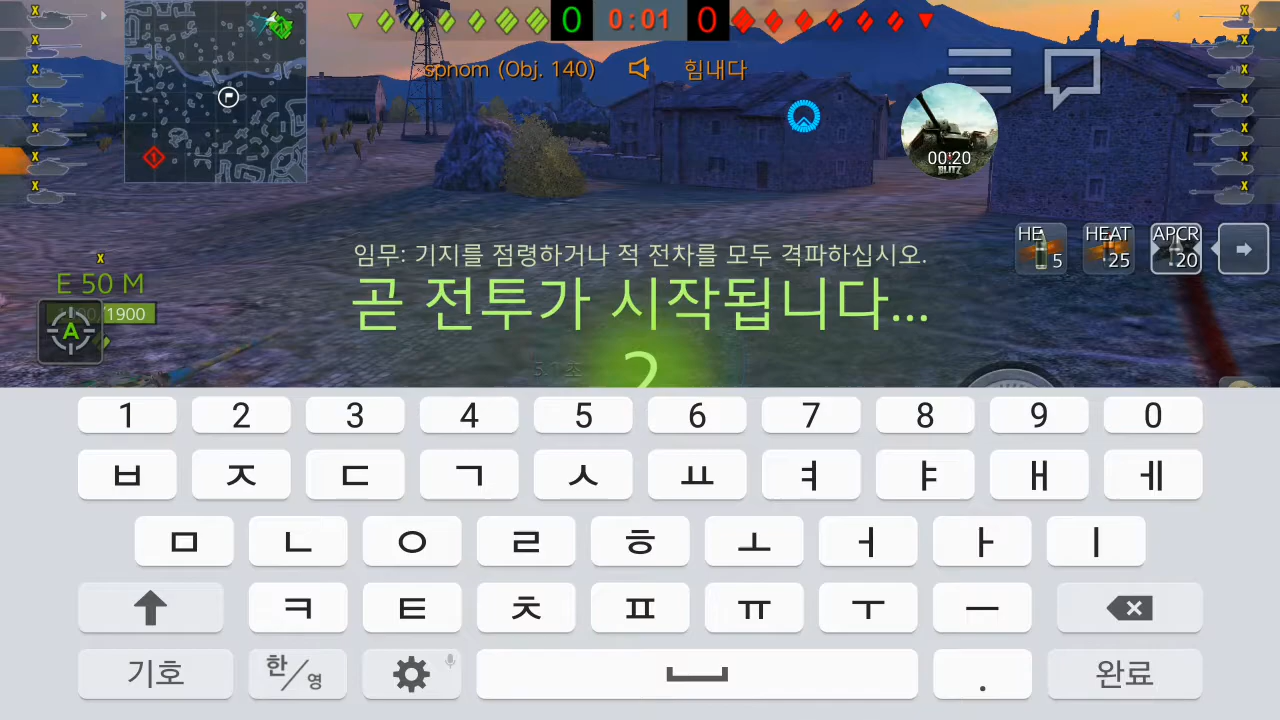 0 0:01 0
spnom (Obj. 140) 힘내다
00:20
BLITZ
1
HE HEAT APCR
5 25 20
임무: 기지를 점령하거나 적 전차를 모두 격파하십시오.
곧 전투가 시작됩니다...
2
E 50 M
/1900
A
1 2 3 4 5 6 7 8 9 0
ㅂ ㅈ ㄷ ㄱ ㅅ ㅛ ㅕ ㅑ ㅐ ㅔ
ㅁ ㄴ ㅇ ㄹ ㅎ ㅗ ㅓ ㅏ ㅣ
ㅋ ㅌ ㅊ ㅍ ㅠ ㅜ ㅡ
기호 한/영 . 완료